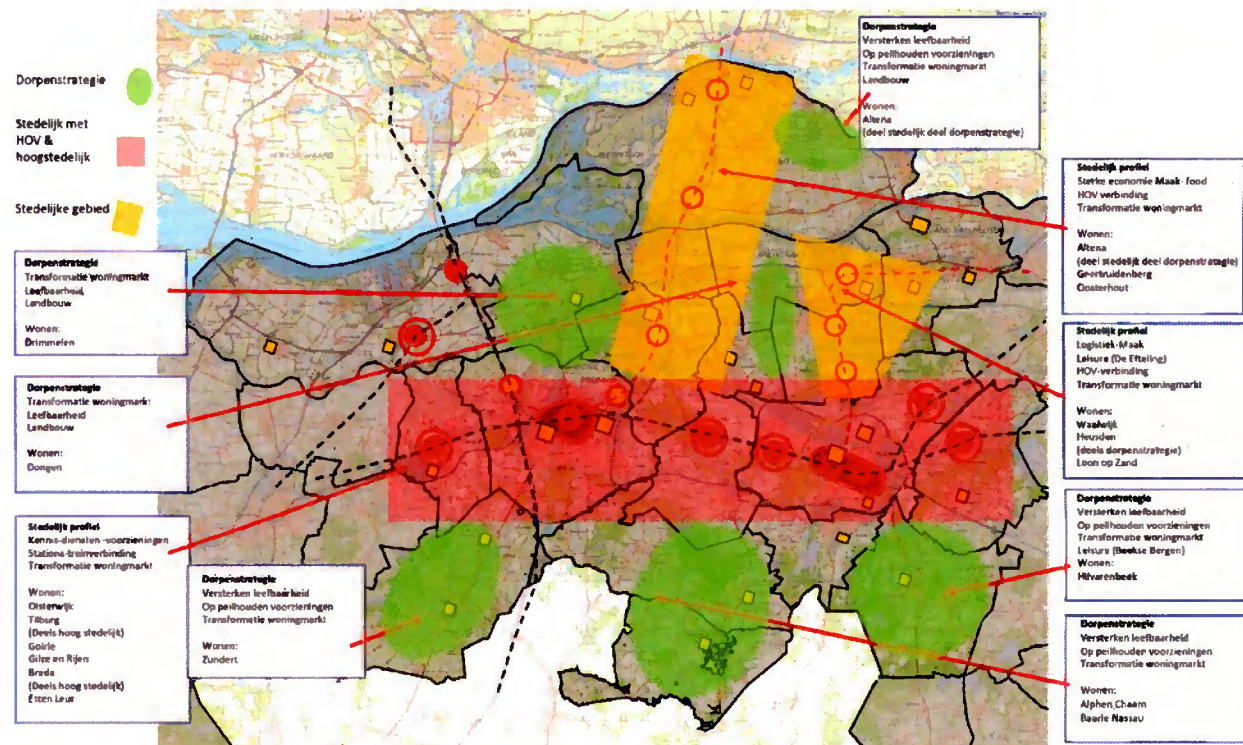 Dorpenstrategie
Stedelijk met
HOV &
hoogstedelijk
Stedelijke gebied
Dorpenstrategie
Versterken leefbaarheid
Op peilhouden voorzieningen
Transformatie woningmarkt
Landbouw
Wonen:
Altena
(deel stedelijk deel dorpenstrategie)
Stedelijk profiel
Sterke economie Maak- food
HOV verbinding
Transformatie woningmarkt
Wonen:
Altena
(deel stedelijk deel dorpenstrategie)
Geertruidenberg
Oosterhout
Dorpenstrategie
Transformatie woningmarkt
Leefbaarheid
Landbouw
Wonen:
Drimmelen
Stedelijk profiel
Logistiek-Maak
Leisure (De Efteling)
HOV-verbinding
Transformatie woningmarkt
Wonen:
Waalwijk
Heusden
(deels dorpenstrategie)
Loon op Zand
Dorpenstrategie
Transformatie woningmarkt
Leefbaarheid
Landbouw
Wonen:
Dongen
Stedelijk profiel
Kennis-diensten-voorzieningen
Stations-treinverbinding
Transformatie woningmarkt
Wonen:
Oisterwijk
Tilburg
(Deels hoog stedelijk)
Goirle
Gilze en Rijen
Breda
(Deels hoog stedelijk)
Etten Leur
Dorpenstrategie
Versterken leefbaarheid
Op peilhouden voorzieningen
Transformatie woningmarkt
Wonen:
Zundert
Dorpenstrategie
Versterken leefbaarheid
Op peilhouden voorzieningen
Transformatie woningmarkt
Leisure (Beekse Bergen)
Wonen:
Hilvarenbeek
Dorpenstrategie
Versterken leefbaarheid
Op peilhouden voorzieningen
Transformatie woningmarkt
Wonen:
Alphen Chaam
Baarle Nassau